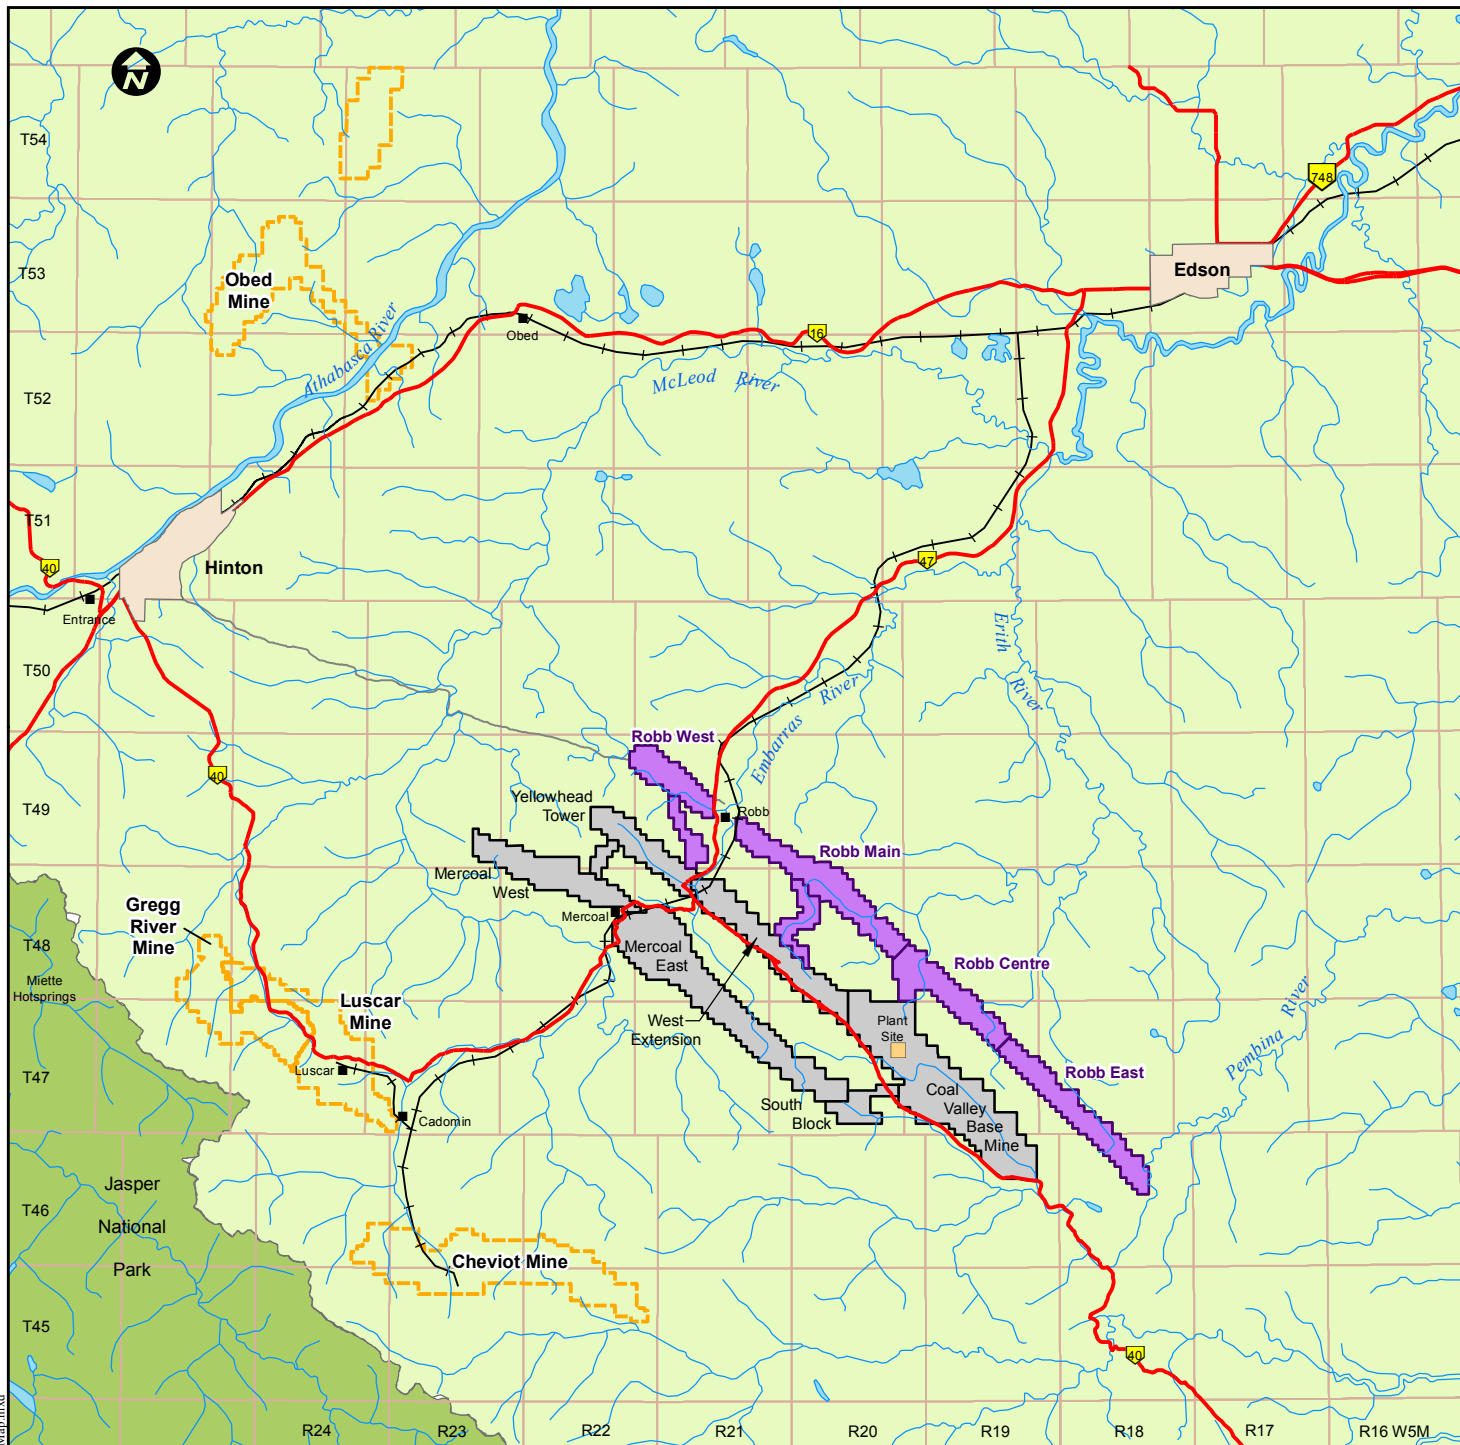 N
T54
748
T53
Edson
Obed
Mine
Athabasca River
Obed
16
McLeod River
T52
T51
40
Hinton
47
Entrance
Erith River
T50
Embarras River
Robb West
40
Yellowhead
Tower
T49
Robb
Robb Main
Mercoal
West
Gregg
River
Mine
Mercoal
T48
Mercoal
East
Robb Centre
Miette
Hotsprings
Luscar
Mine
West
Extension
Plant
Site
Pembina River
T47
Luscar
Robb East
Coal
Valley
Base
Mine
South
Block
Cadomin
Jasper
National
Park
T46
Cheviot Mine
T45
40
Map.mxd
R24
R23
R22
R21
R20
R19
R18
R17
R16 W5M